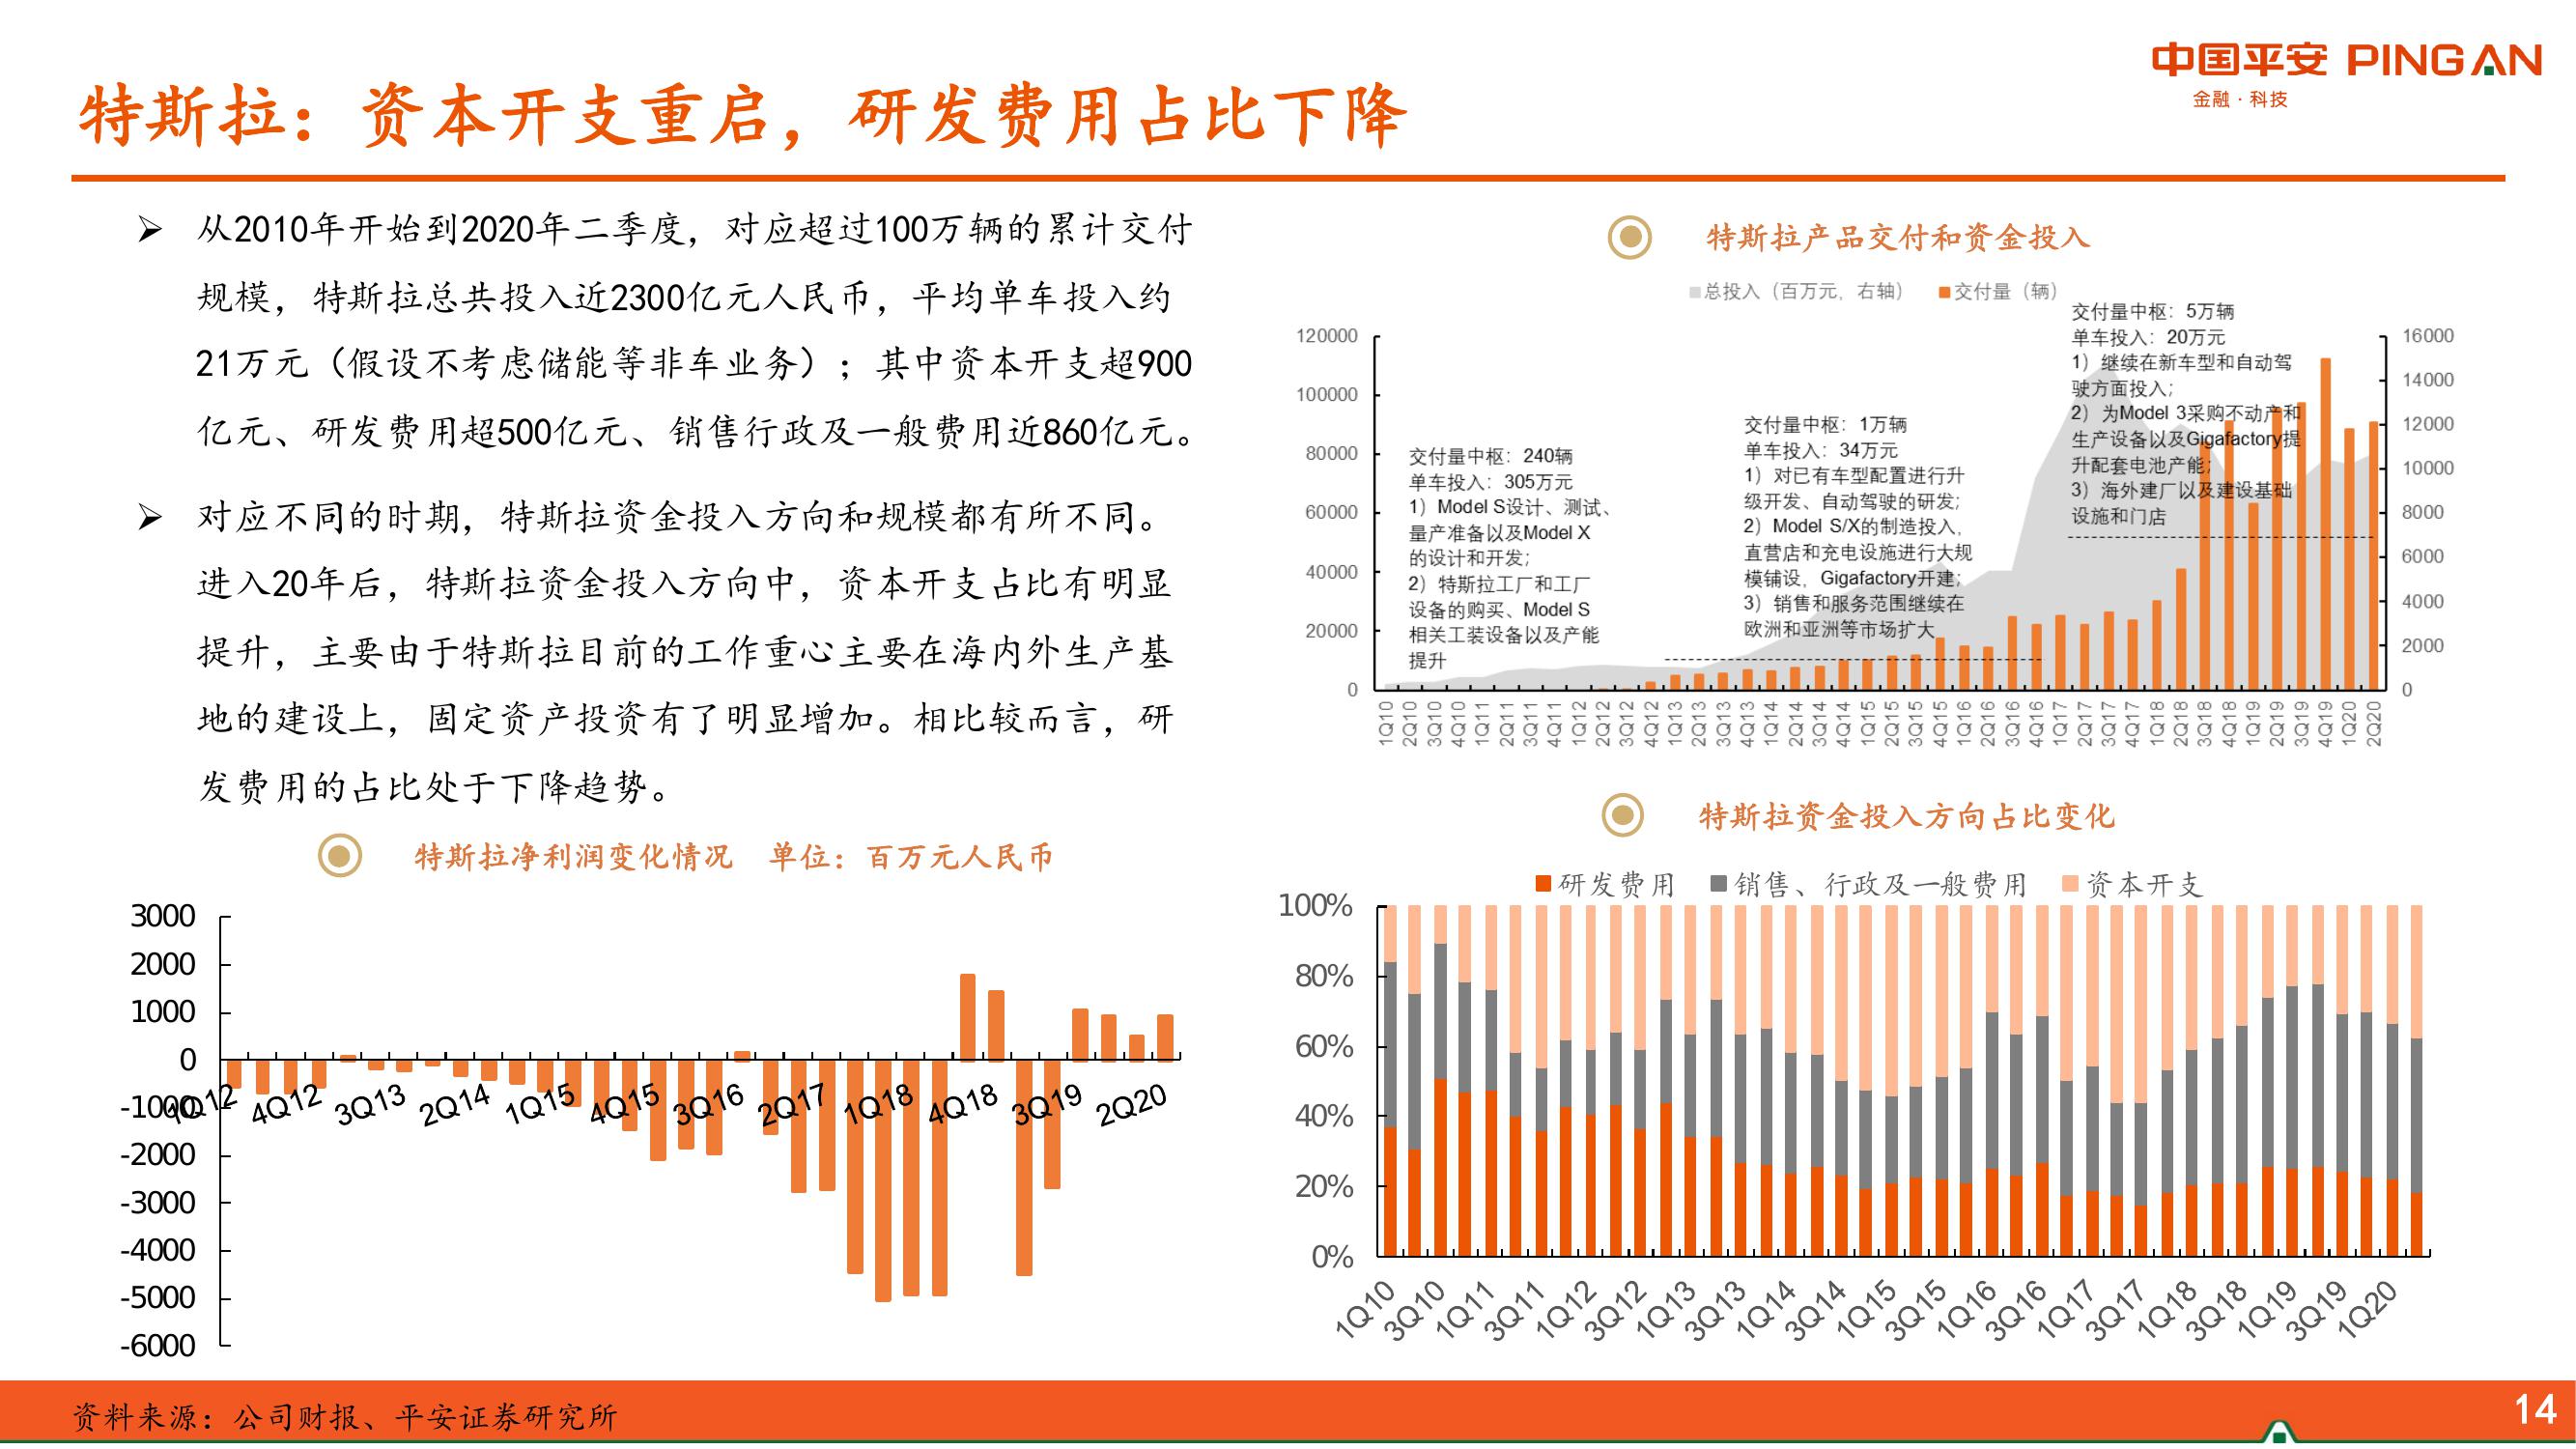 中国平安 PING AN
金融·科技
特斯拉：资本开支重启，研发费用占比下降
➢ 从2010年开始到2020年二季度，对应超过100万辆的累计交付
规模，特斯拉总共投入近2300亿元人民币，平均单车投入约
21万元（假设不考虑储能等非车业务）；其中资本开支超900
亿元、研发费用超500亿元、销售行政及一般费用近860亿元。
➢ 对应不同的时期，特斯拉资金投入方向和规模都有所不同。
进入20年后，特斯拉资金投入方向中，资本开支占比有明显
提升，主要由于特斯拉目前的工作重心主要在海内外生产基
地的建设上，固定资产投资有了明显增加。相比较而言，研
发费用的占比处于下降趋势。
特斯拉净利润变化情况 单位：百万元人民币
3000
2000
1000
0
-1000
-2000
-3000
-4000
-5000
-6000
1Q12 4Q12 3Q13 2Q14 1Q15 4Q15 3Q16 2Q17 1Q18 4Q18 3Q19 2Q20
特斯拉产品交付和资金投入
总投入（百万元，右轴） 交付量（辆）
120000
100000
80000
60000
40000
20000
0
交付量中枢：240辆
单车投入：305万元
1）Model S设计、测试、
量产准备以及Model X
的设计和开发；
2）特斯拉工厂和工厂
设备的购买、Model S
相关工装设备以及产能
提升
交付量中枢：1万辆
单车投入：34万元
1）对已有车型配置进行升
级开发、自动驾驶的研发；
2）Model S/X的制造投入，
直营店和充电设施进行大规
模铺设，Gigafactory开建；
3）销售和服务范围继续在
欧洲和亚洲等市场扩大
交付量中枢：5万辆
单车投入：20万元
1）继续在新车型和自动驾
驶方面投入；
2）为Model 3采购不动产和
生产设备以及Gigafactory提
升配套电池产能；
3）海外建厂以及建设基础
设施和门店
16000
14000
12000
10000
8000
6000
4000
2000
0
1Q10 2Q10 3Q10 4Q10 1Q11 2Q11 3Q11 4Q11 1Q12 2Q12 3Q12 4Q12 1Q13 2Q13 3Q13 4Q13 1Q14 2Q14 3Q14 4Q14 1Q15 2Q15 3Q15 4Q15 1Q16 2Q16 3Q16 4Q16 1Q17 2Q17 3Q17 4Q17 1Q18 2Q18 3Q18 4Q18 1Q19 2Q19 3Q19 4Q19 1Q20 2Q20
特斯拉资金投入方向占比变化
研发费用 销售、行政及一般费用 资本开支
100%
80%
60%
40%
20%
0%
1Q10 3Q10 1Q11 3Q11 1Q12 3Q12 1Q13 3Q13 1Q14 3Q14 1Q15 3Q15 1Q16 3Q16 1Q17 3Q17 1Q18 3Q18 1Q19 3Q19 1Q20
资料来源：公司财报、平安证券研究所
14